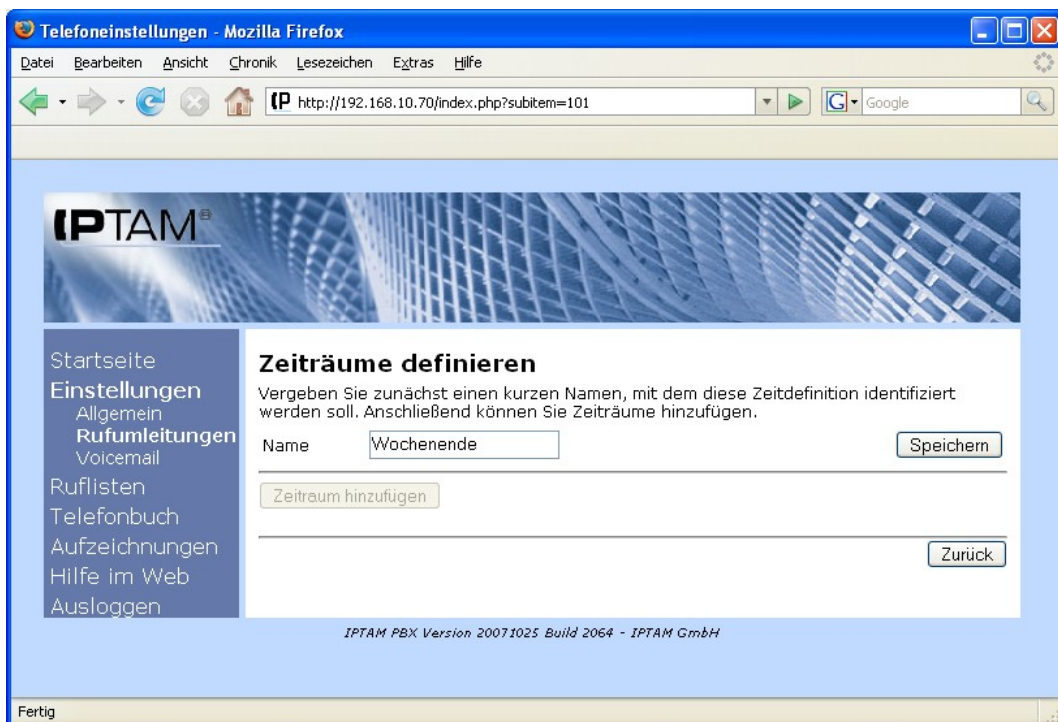 Telefoneinstellungen - Mozilla Firefox
Datei Bearbeiten Ansicht Chronik Lesezeichen Extras Hilfe
http://192.168.10.70/index.php?subitem=101
Google
IPTAM®
Startseite
Einstellungen
Allgemein
Rufumleitungen
Voicemail
Ruflisten
Telefonbuch
Aufzeichnungen
Hilfe im Web
Ausloggen
Zeiträume definieren
Vergeben Sie zunächst einen kurzen Namen, mit dem diese Zeitdefinition identifiziert
werden soll. Anschließend können Sie Zeiträume hinzufügen.
Name Wochenende Speichern
Zeitraum hinzufügen
Zurück
IPTAM PBX Version 20071025 Build 2064 - IPTAM GmbH
Fertig